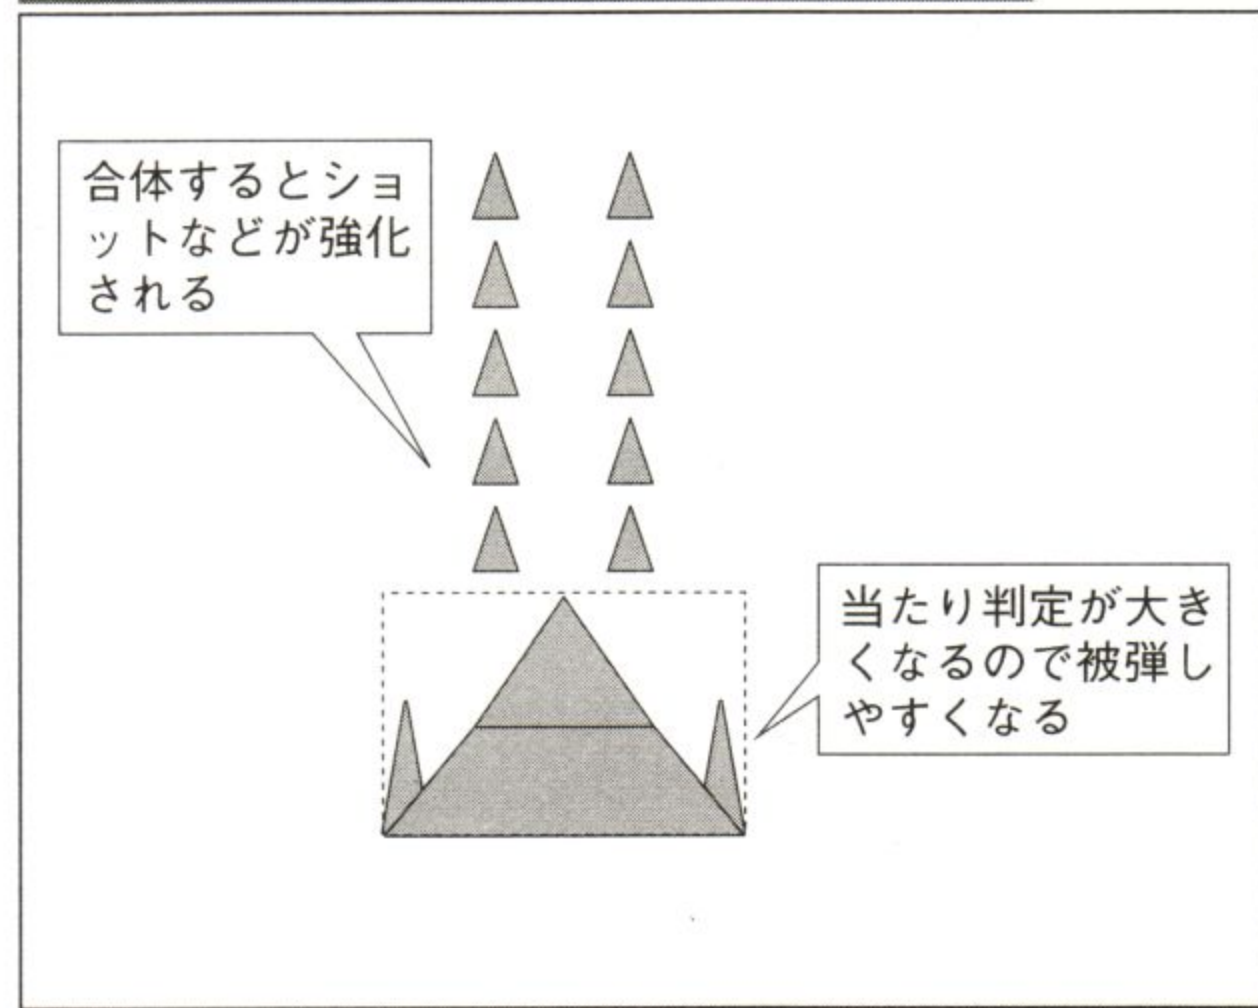 合体するとショ
ットなどが強化
される
当たり判定が大き
くなるので被弾し
やすくなる